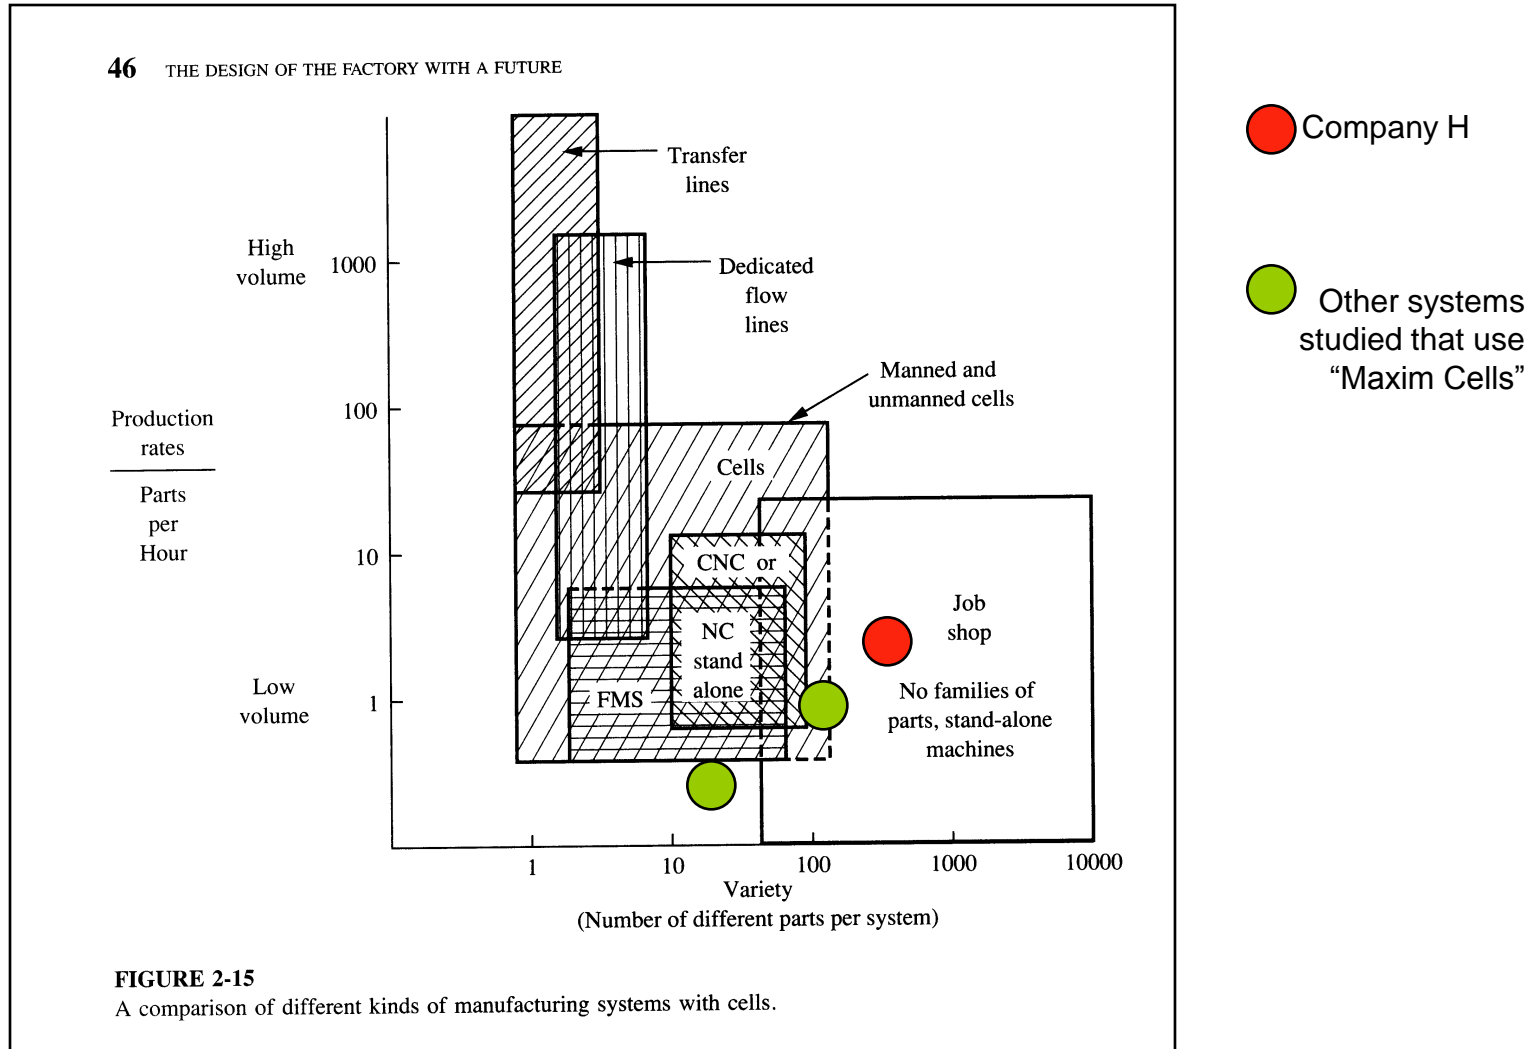 46 THE DESIGN OF THE FACTORY WITH A FUTURE
Transfer
lines
High
volume
1000
Dedicated
flow
lines
Manned and
unmanned cells
100
Production
rates
Parts
per
Hour
Cells
10
CNC or
NC
stand
alone
Job
shop
Low
volume
1
FMS
No families of
parts, stand-alone
machines
1
10
100
1000
10000
Variety
(Number of different parts per system)
FIGURE 2-15
A comparison of different kinds of manufacturing systems with cells.
Company H
Other systems
studied that use
“Maxim Cells”